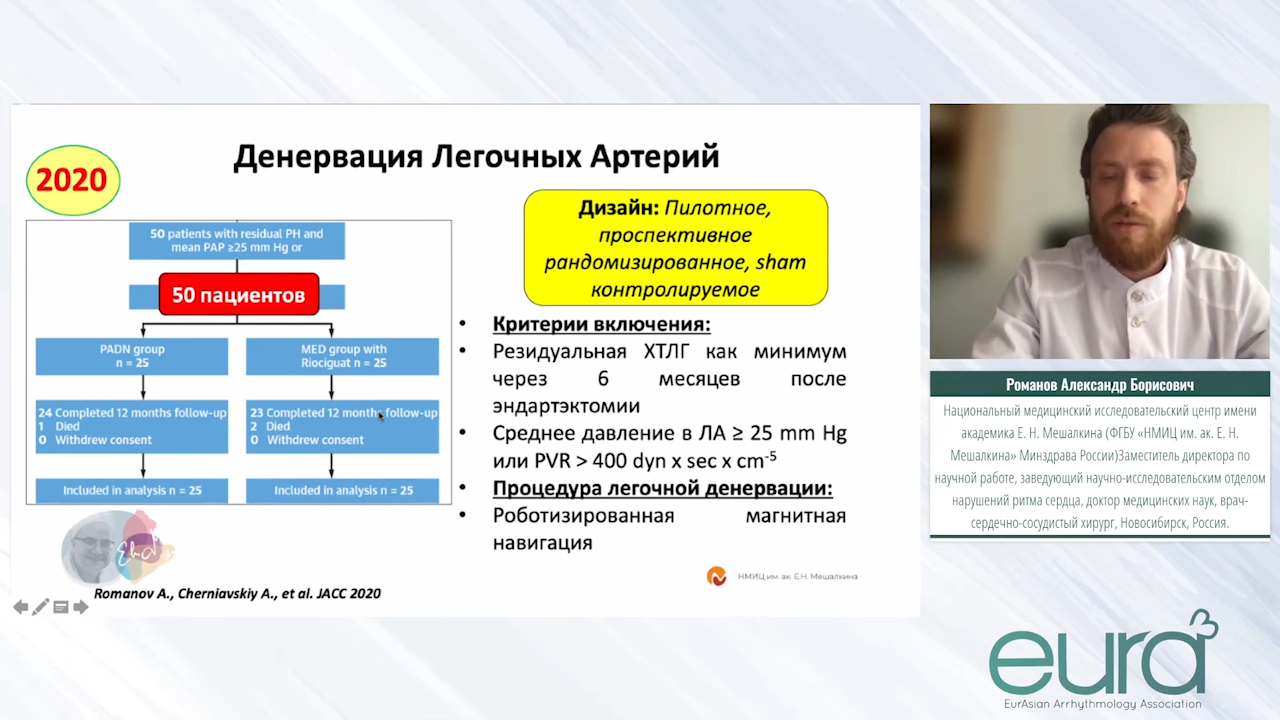 Денервация Легочных Артерий
2020
50 patients with residual PH and
mean PAP ≥25 mm Hg or
50 пациентов
PADN group
n = 25
MED group with
Riociguat n = 25
24 Completed 12 months follow-up
1 Died
0 Withdrew consent
23 Completed 12 months follow-up
2 Died
0 Withdrew consent
Included in analysis n = 25
Included in analysis n = 25
Дизайн: Пилотное,
проспективное
рандомизированное, sham
контролируемое
• Критерии включения:
• Резидуальная ХТЛГ как минимум
через 6 месяцев после
эндартэктомии
• Среднее давление в ЛА ≥ 25 mm Hg
или PVR > 400 dyn x sec x cm-5
• Процедура легочной денервации:
• Роботизированная магнитная
навигация
НМИЦ им. ак. Е.Н. Мешалкина
Romanov A., Cherniavskiy A., et al. JACC 2020
Романов Александр Борисович
Национальный медицинский исследовательский центр имени
академика Е. Н. Мешалкина (ФГБУ «НМИЦ им. ак. Е. Н.
Мешалкина» Минздрава России)Заместитель директора по
научной работе, заведующий научно-исследовательским отделом
нарушений ритма сердца, доктор медицинских наук, врач-
сердечно-сосудистый хирург, Новосибирск, Россия.
eura
EurAsian Arrhythmology Association